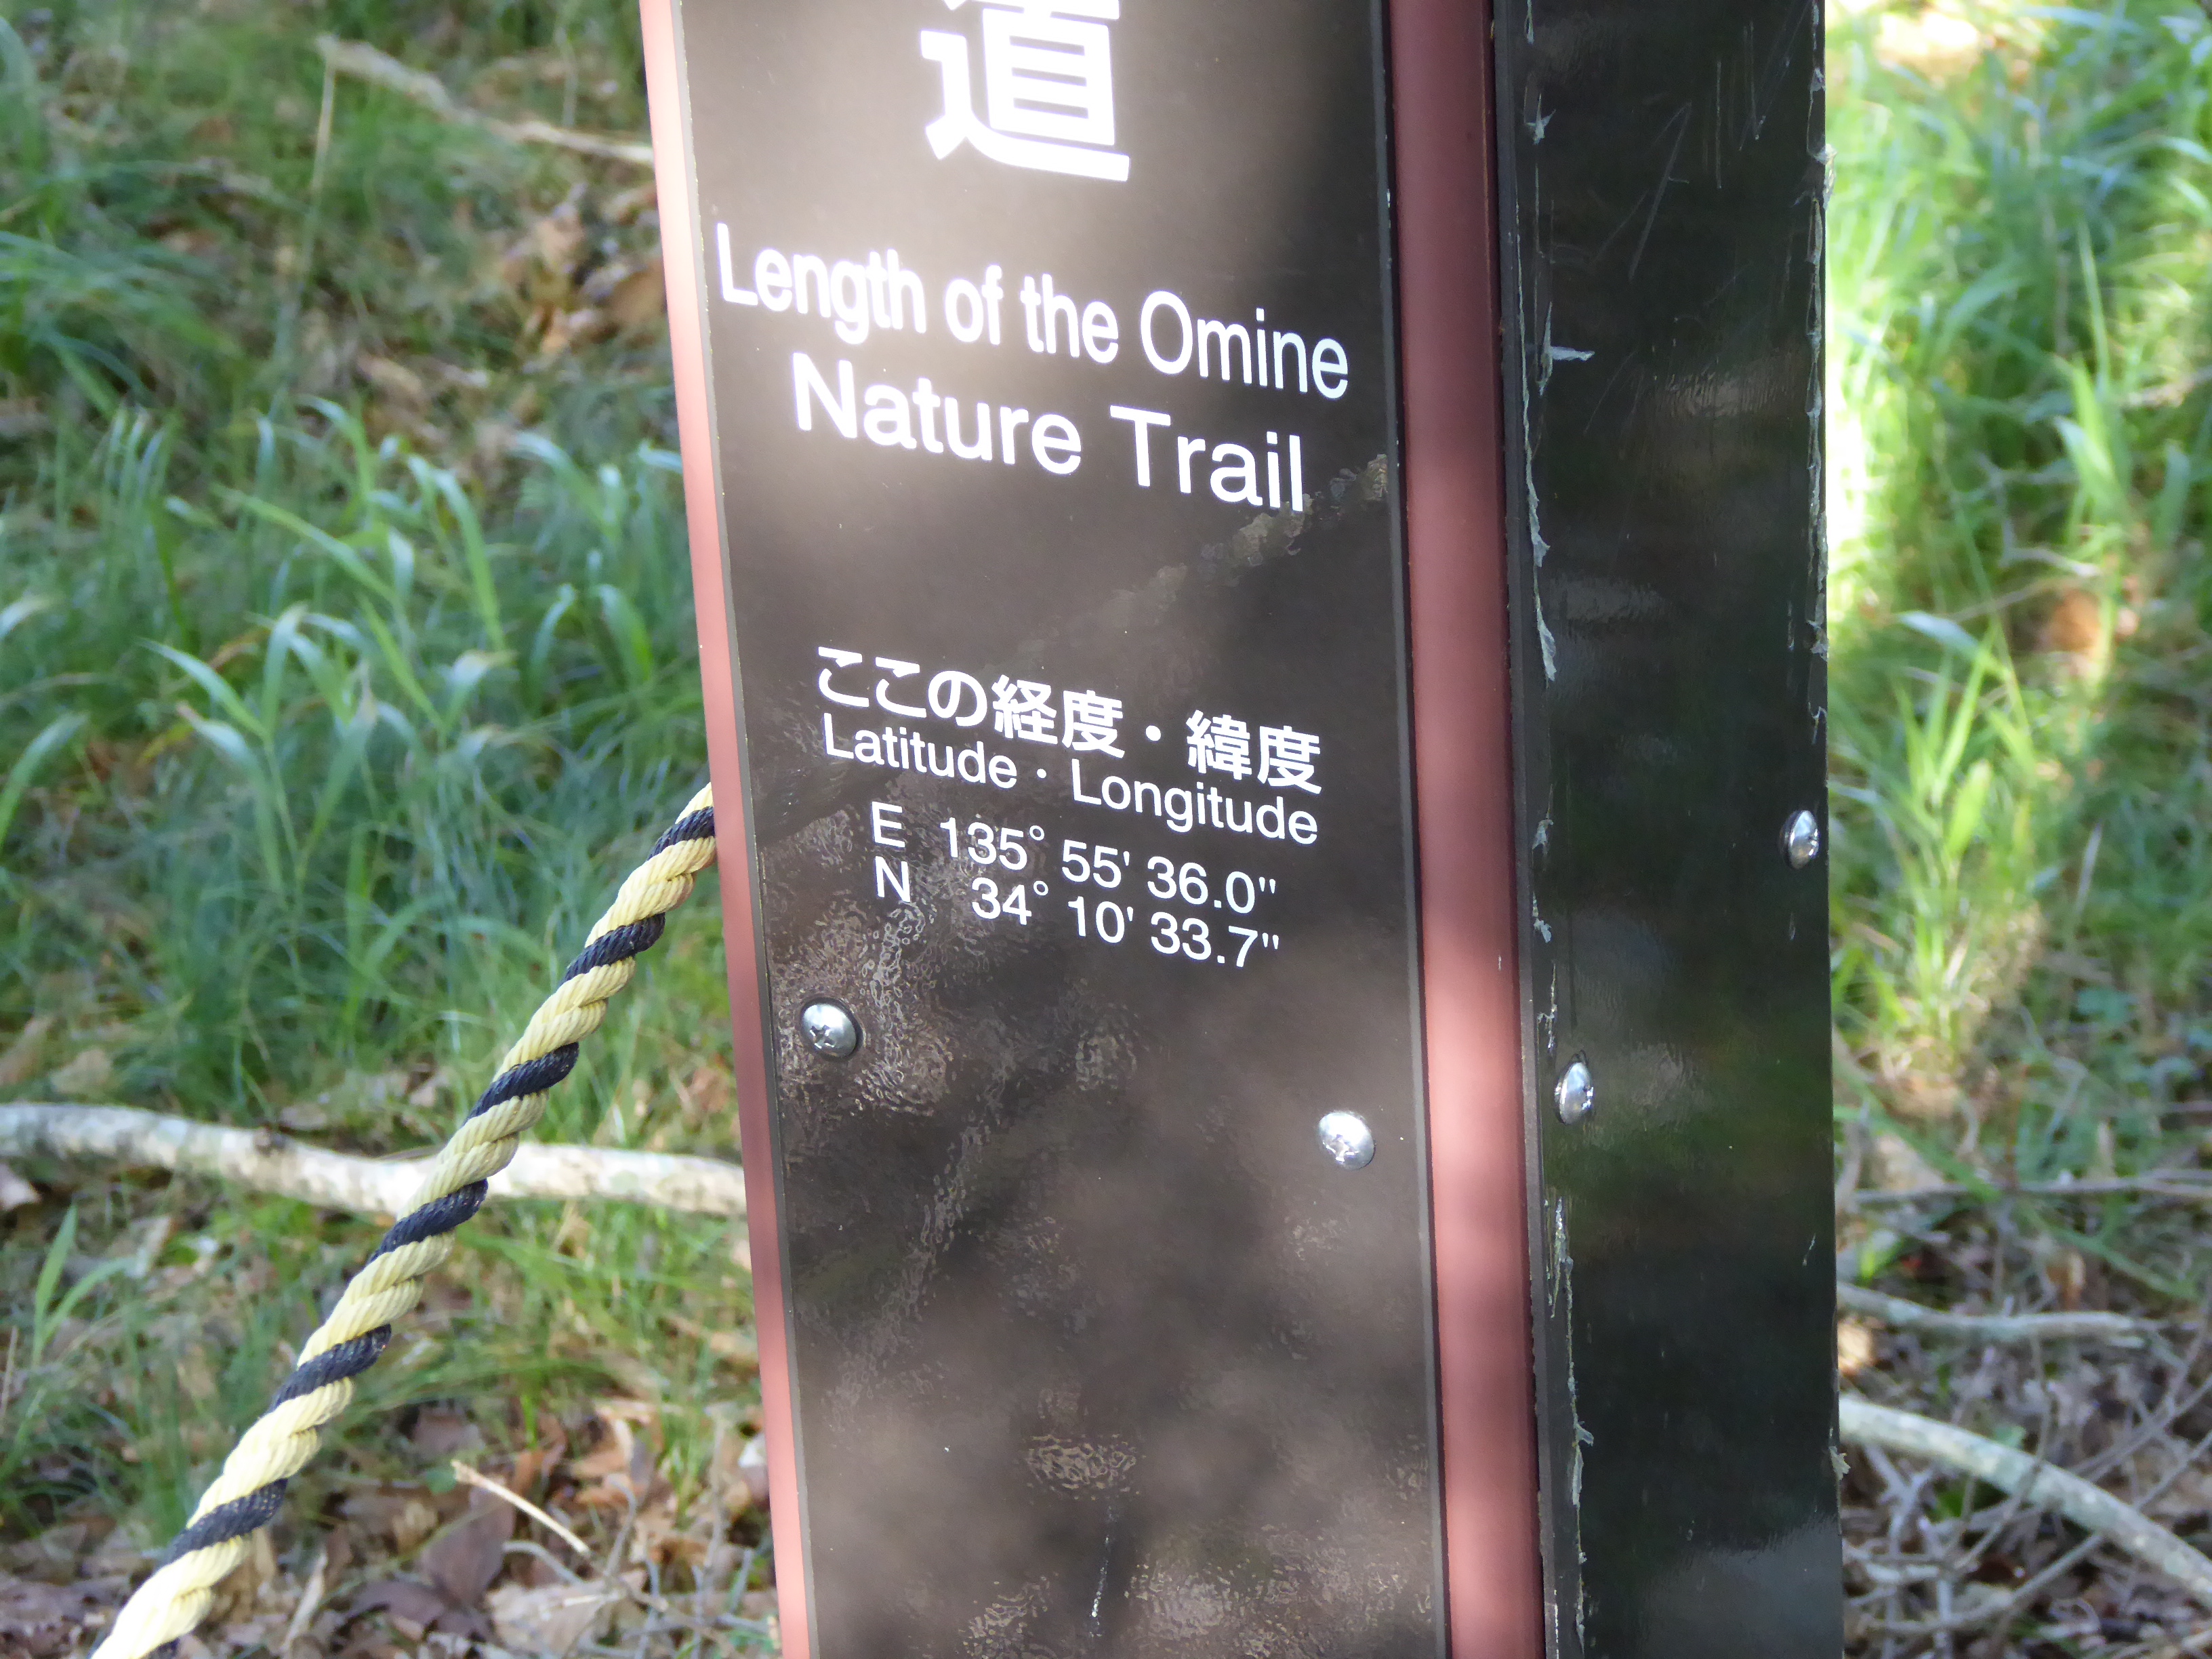 道
Length of the Omine
Nature Trail
ここの経度・緯度
Latitude・Longitude
E 135° 55' 36.0"
N 34° 10' 33.7"